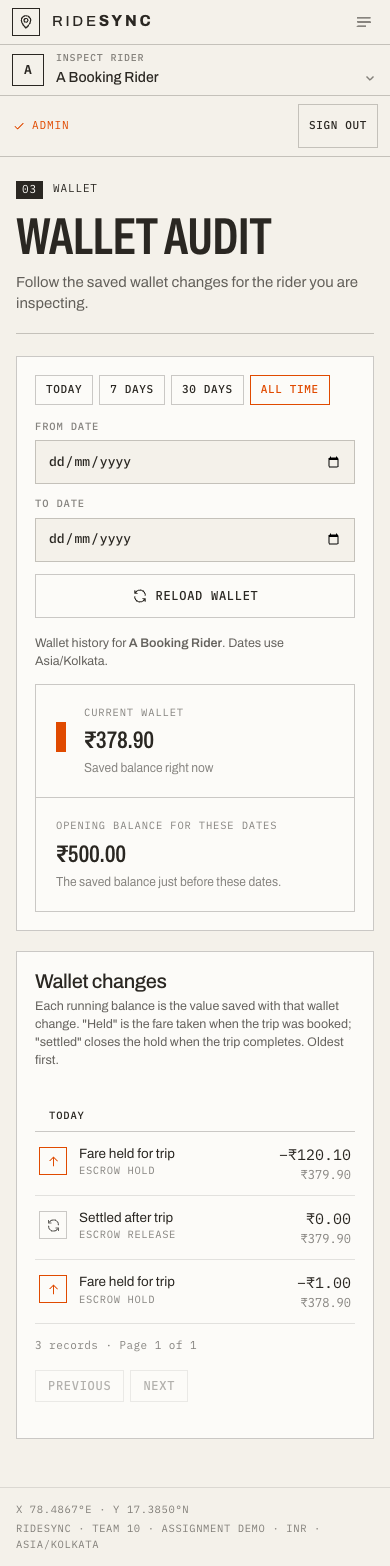 RIDESYNC
A
INSPECT RIDER
A Booking Rider
ADMIN
SIGN OUT
03 WALLET
WALLET AUDIT
Follow the saved wallet changes for the rider you are
inspecting.
TODAY 7 DAYS 30 DAYS ALL TIME
FROM DATE
dd/mm/yyyy
TO DATE
dd/mm/yyyy
RELOAD WALLET
Wallet history for A Booking Rider. Dates use
Asia/Kolkata.
CURRENT WALLET
₹378.90
Saved balance right now
OPENING BALANCE FOR THESE DATES
₹500.00
The saved balance just before these dates.
Wallet changes
Each running balance is the value saved with that wallet
change. "Held" is the fare taken when the trip was booked;
"settled" closes the hold when the trip completes. Oldest
first.
TODAY
Fare held for trip −₹120.10
ESCROW HOLD ₹379.90
Settled after trip ₹0.00
ESCROW RELEASE ₹379.90
Fare held for trip −₹1.00
ESCROW HOLD ₹378.90
3 records · Page 1 of 1
PREVIOUS NEXT
X 78.4867°E · Y 17.3850°N
RIDESYNC · TEAM 10 · ASSIGNMENT DEMO · INR ·
ASIA/KOLKATA